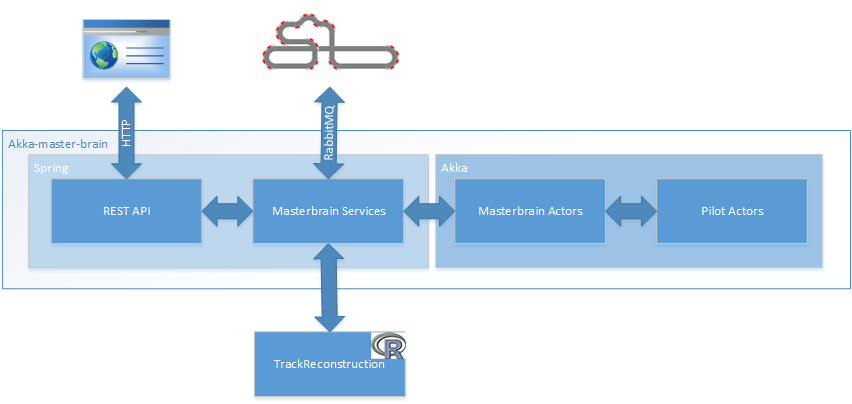 HTTP
RabbitMQ
Akka-master-brain
Spring
Akka
REST API
Masterbrain Services
Masterbrain Actors
Pilot Actors
R
TrackReconstruction